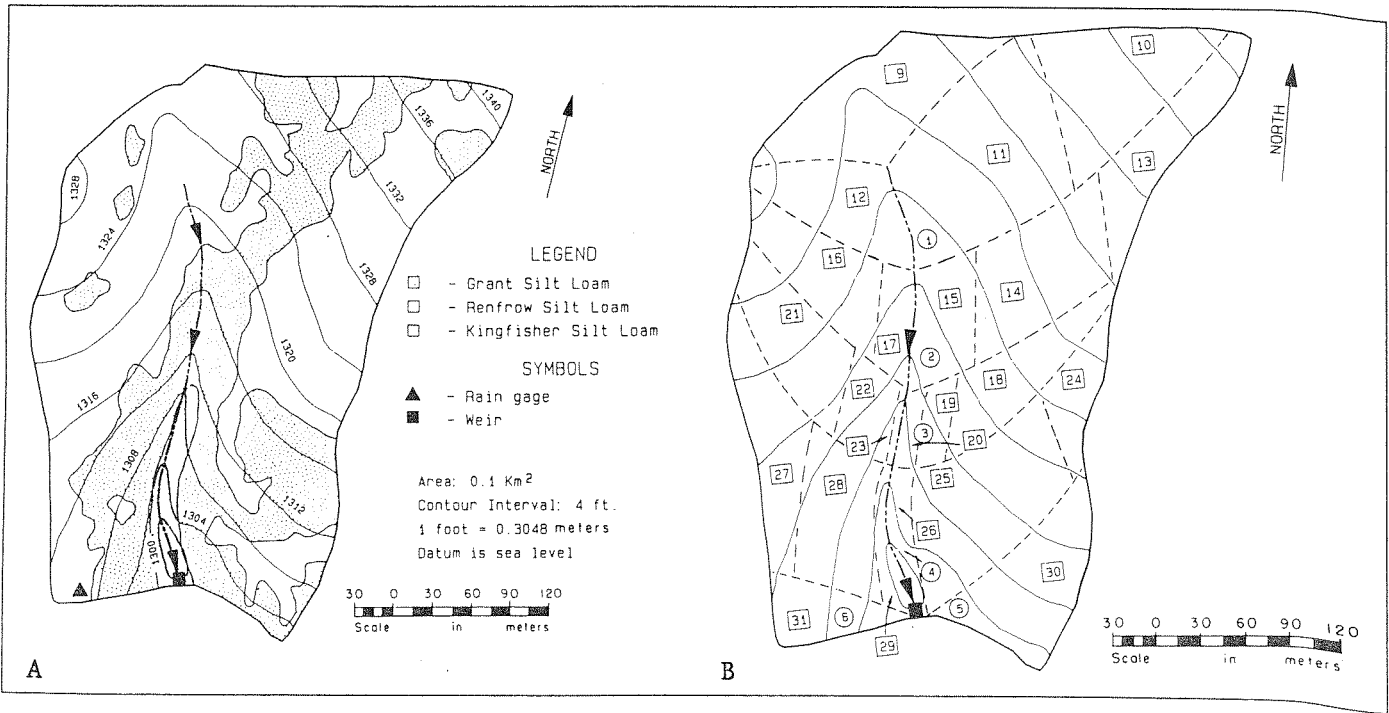 1328
1324
1316
1308
1300
1304
1312
1320
1328
1332
1336
1340
NORTH
LEGEND
- Grant Silt Loam
- Renfrow Silt Loam
- Kingfisher Silt Loam
SYMBOLS
- Rain gage
- Weir
Area: 0.1 Km2
Contour Interval: 4 ft.
1 foot = 0.3048 meters
Datum is sea level
30 0 30 60 90 120
Scale in meters
A
9
10
11
13
12
1
16
15
14
21
17
2
22
18
24
19
23
3
20
27
28
25
26
4
30
31
6
5
29
NORTH
30 0 30 60 90 120
Scale in meters
B